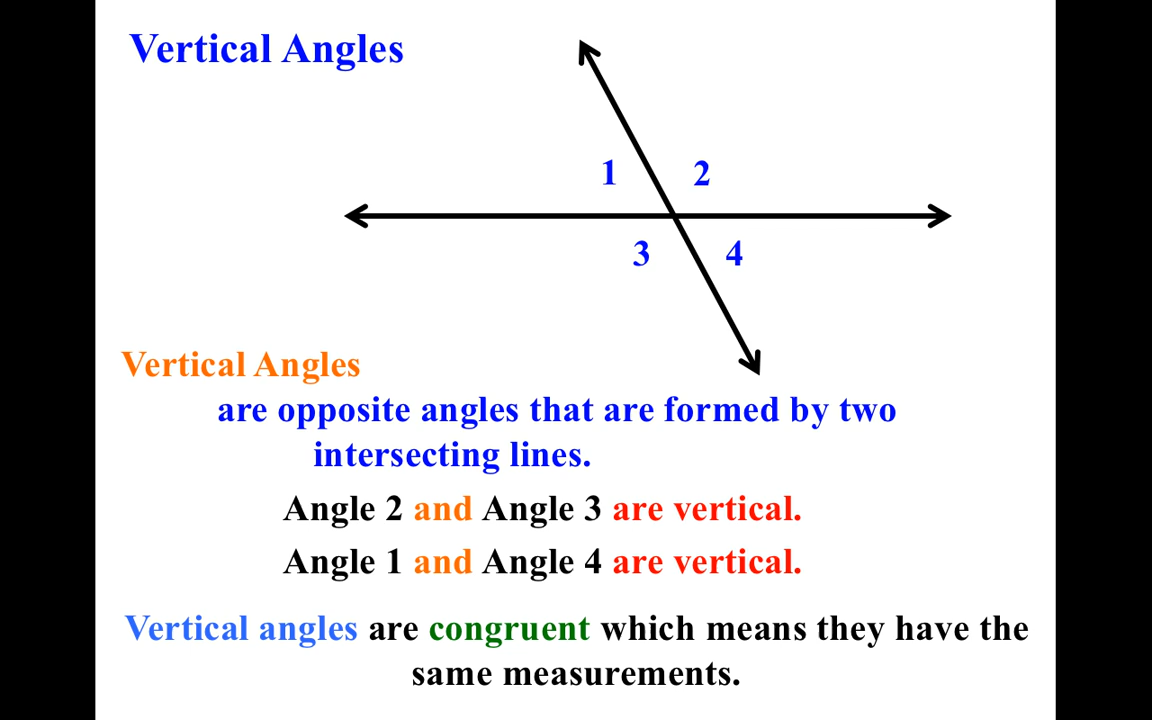 Vertical Angles
1 2
3 4
Vertical Angles
are opposite angles that are formed by two
intersecting lines.
Angle 2 and Angle 3 are vertical.
Angle 1 and Angle 4 are vertical.
Vertical angles are congruent which means they have the
same measurements.